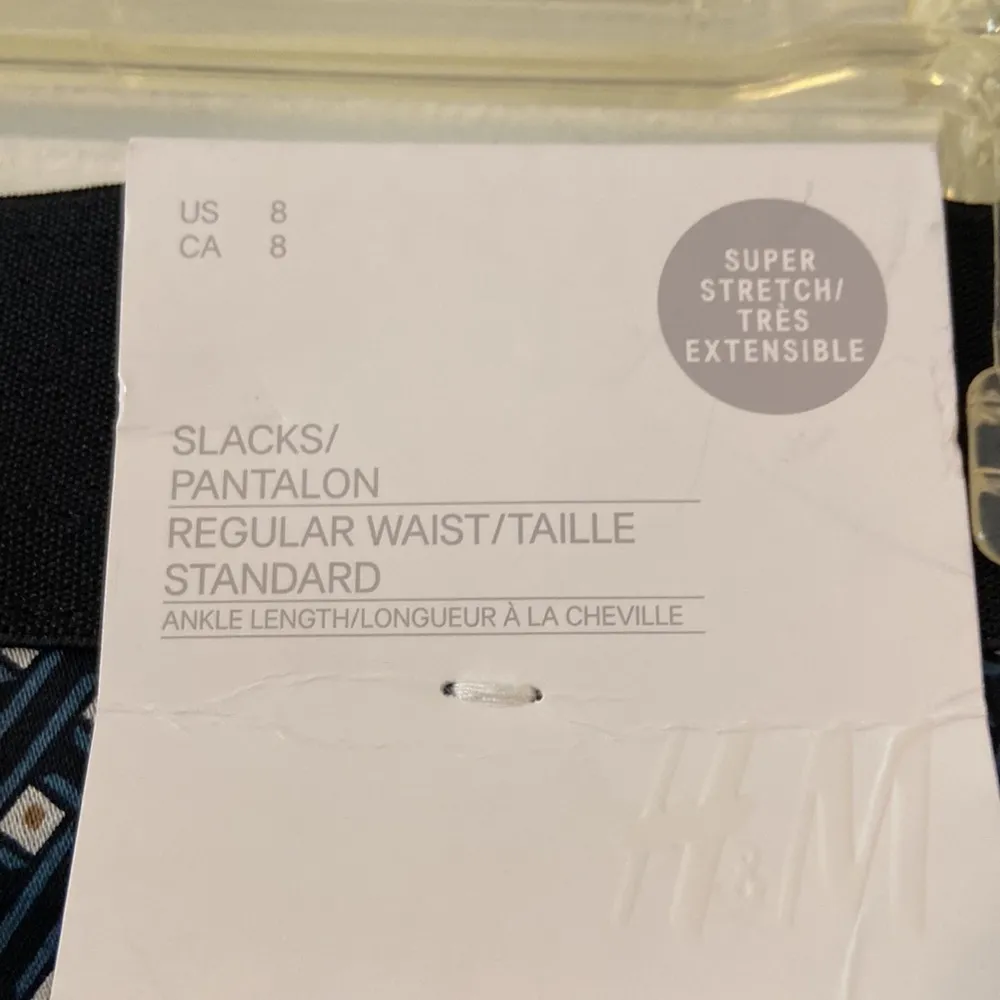 US 8
CA 8
SUPER
STRETCH/
TRÈS
EXTENSIBLE
SLACKS/
PANTALON
REGULAR WAIST/TAILLE
STANDARD
ANKLE LENGTH/LONGUEUR À LA CHEVILLE
H&M